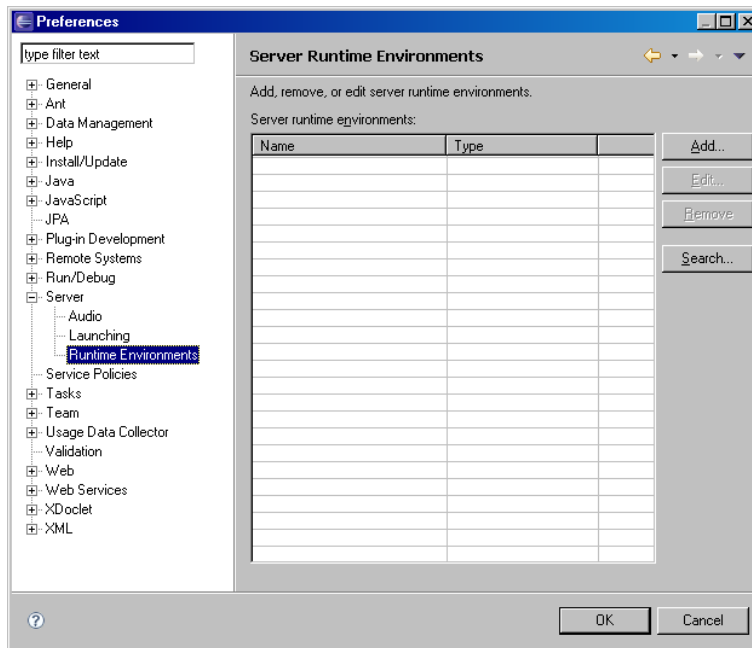 Preferences
type filter text
General
Ant
Data Management
Help
Install/Update
Java
JavaScript
JPA
Plug-in Development
Remote Systems
Run/Debug
Server
Audio
Launching
Runtime Environments
Service Policies
Tasks
Team
Usage Data Collector
Validation
Web
Web Services
XDoclet
XML
Server Runtime Environments
Add, remove, or edit server runtime environments.
Server runtime environments:
Name Type
Add...
Edit...
Remove
Search...
?
OK Cancel